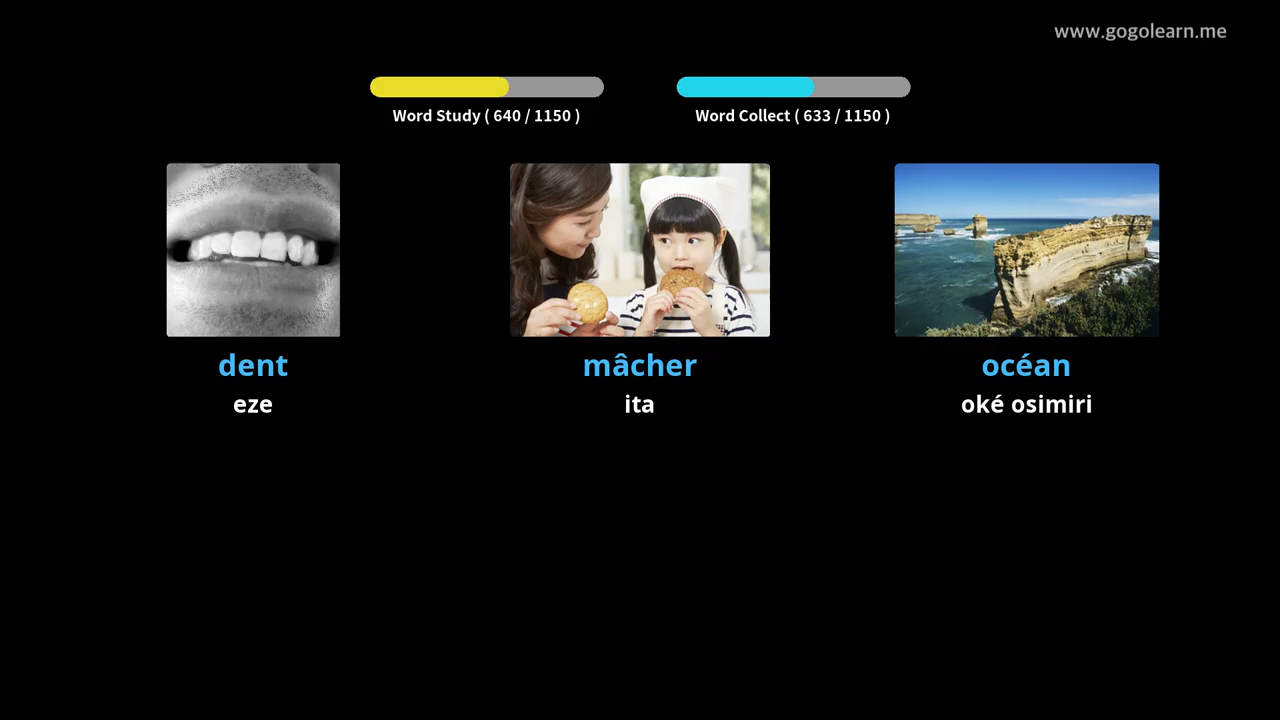 www.gogolearn.me
Word Study ( 640 / 1150 )
Word Collect ( 633 / 1150 )
dent
eze
mâcher
ita
océan
oké osimiri